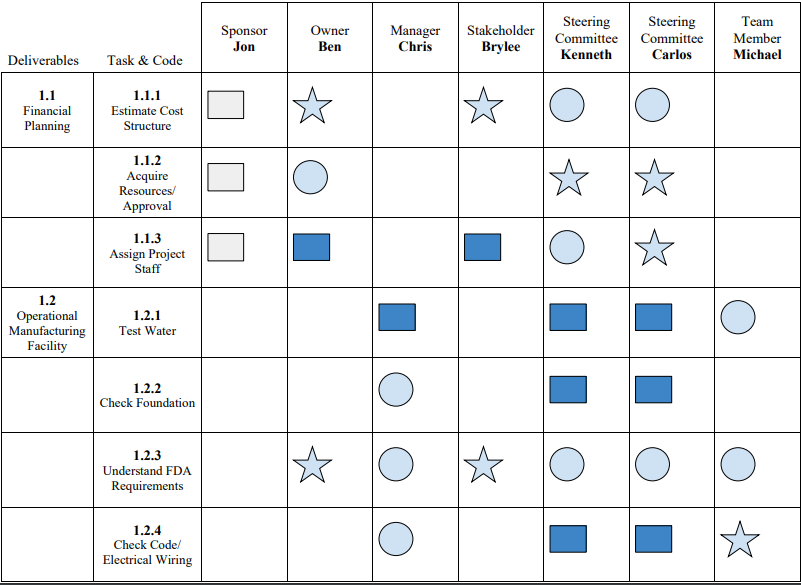 Deliverables
Task & Code
Sponsor
Jon
Owner
Ben
Manager
Chris
Stakeholder
Brylee
Steering
Committee
Kenneth
Steering
Committee
Carlos
Team
Member
Michael
1.1
Financial
Planning
1.1.1
Estimate Cost
Structure
1.1.2
Acquire
Resources/
Approval
1.1.3
Assign Project
Staff
1.2
Operational
Manufacturing
Facility
1.2.1
Test Water
1.2.2
Check Foundation
1.2.3
Understand FDA
Requirements
1.2.4
Check Code/
Electrical Wiring